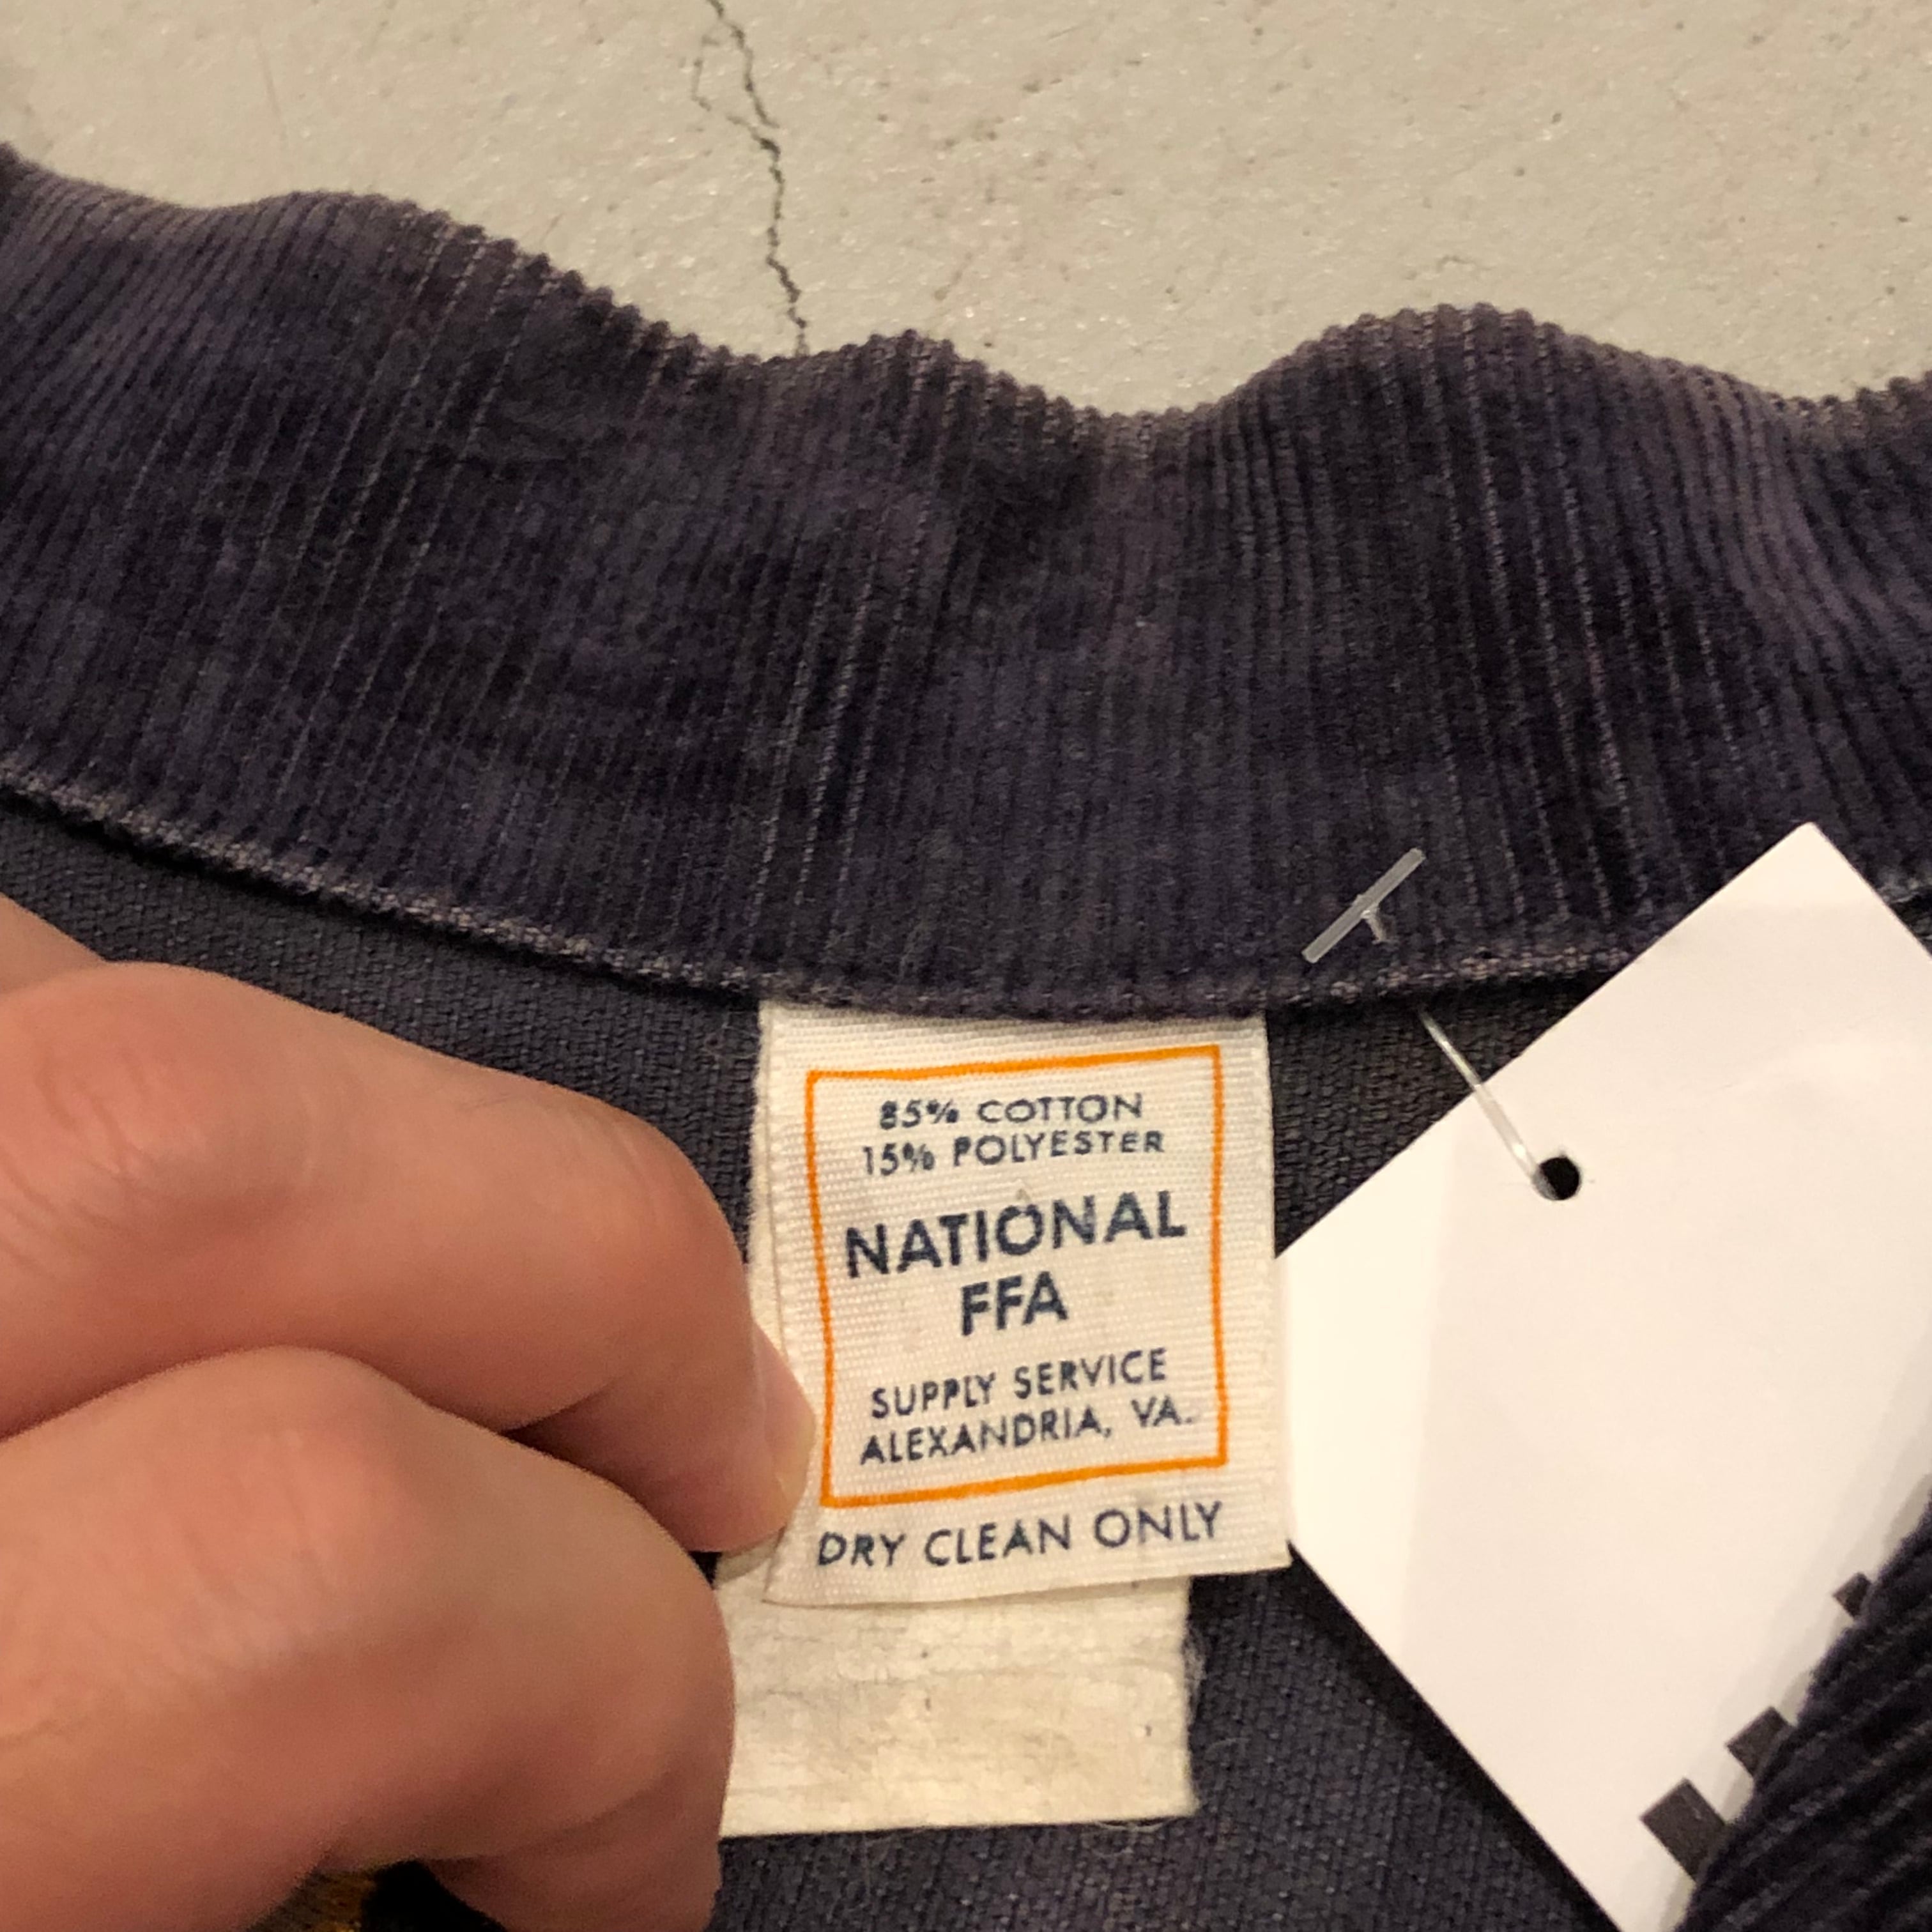 85% COTTON
15% POLYESTER
NATIONAL
FFA
SUPPLY SERVICE
ALEXANDRIA, VA.
DRY CLEAN ONLY